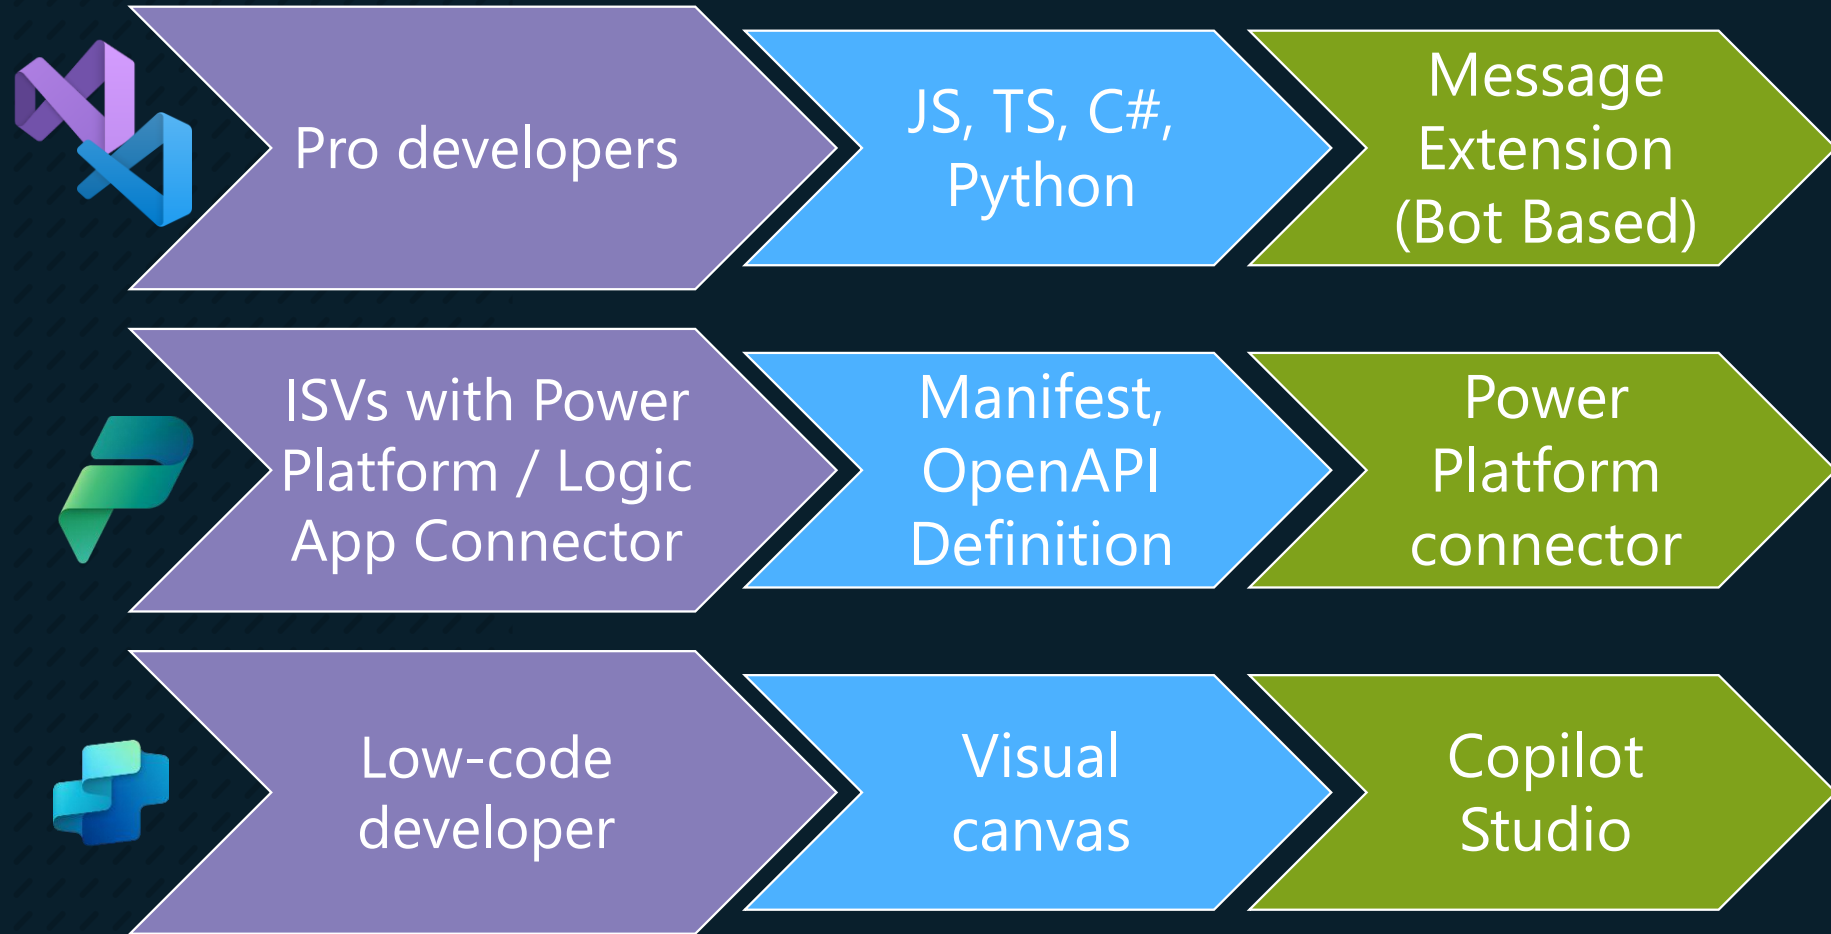 Pro developers
JS, TS, C#,
Python
Message
Extension
(Bot Based)
ISVs with Power
Platform / Logic
App Connector
Manifest,
OpenAPI
Definition
Power
Platform
connector
Low-code
developer
Visual
canvas
Copilot
Studio